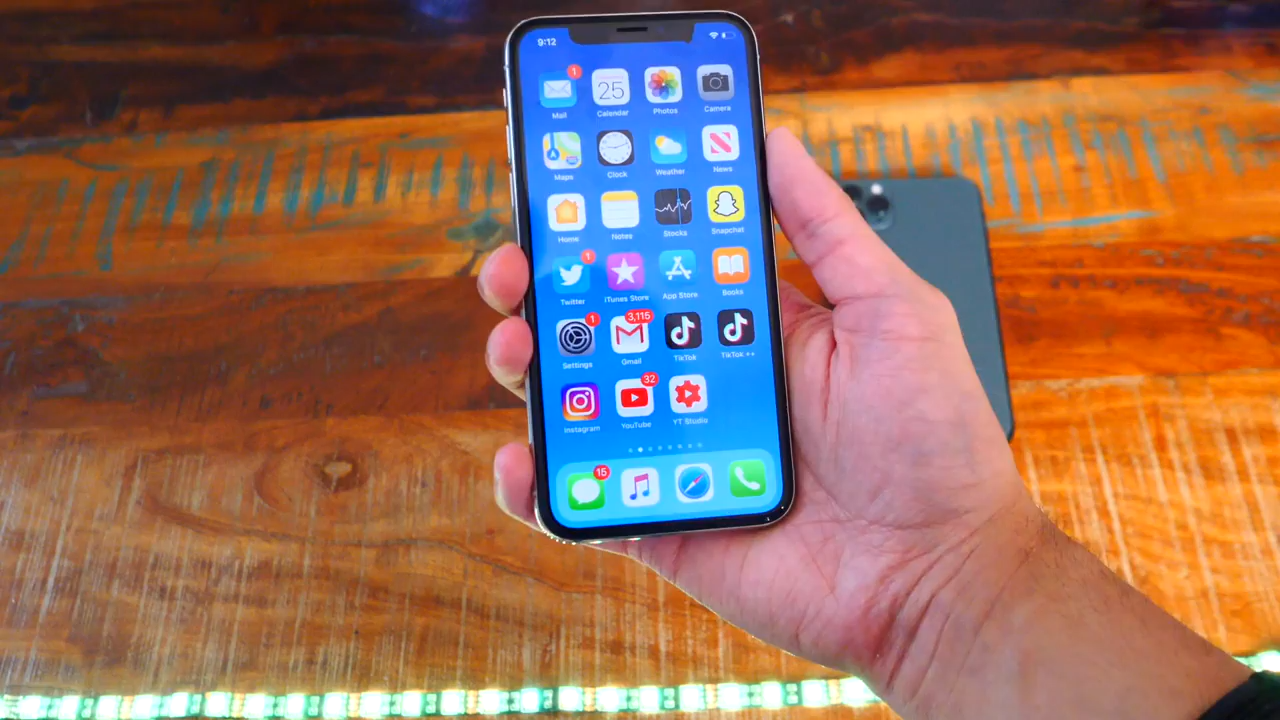 9:12
1
25
Mail
Calendar
Photos
Camera
Maps
Clock
Weather
News
Home
Notes
Stocks
Snapchat
1
Twitter
iTunes Store
App Store
Books
1
3,115
Settings
Gmail
TikTok
TikTok ++
32
Instagram
YouTube
YT Studio
15